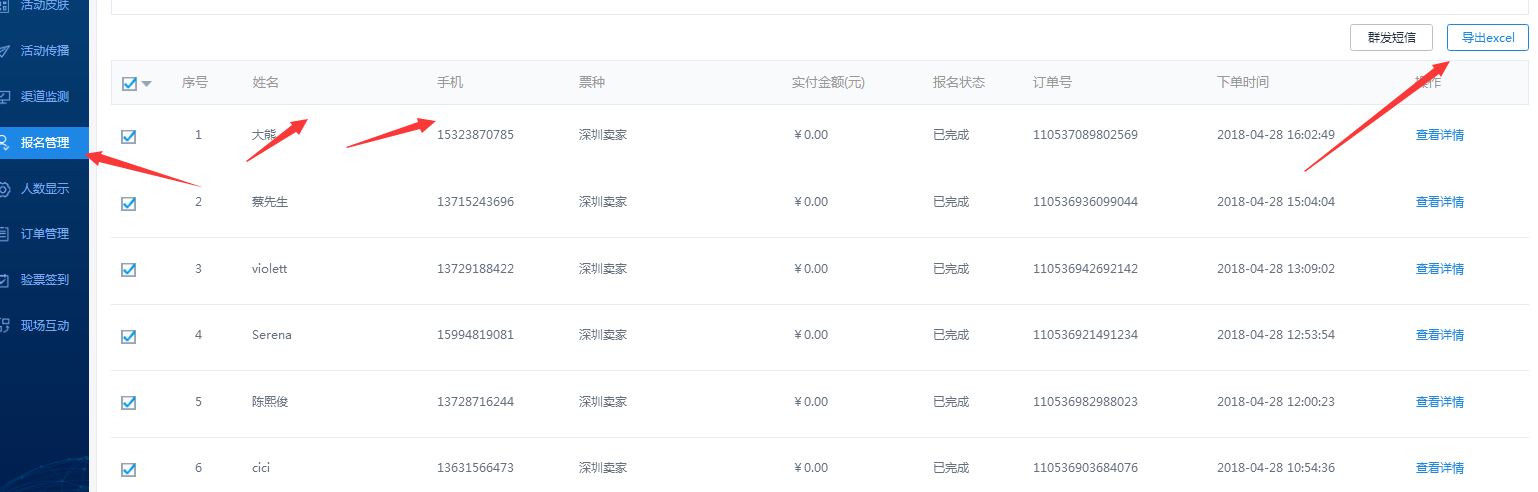 活动皮肤
活动传播
渠道监测
报名管理
人数显示
订单管理
验票签到
现场互动
群发短信 导出excel
序号 姓名 手机 票种 实付金额(元) 报名状态 订单号 下单时间 操作
1 大熊 15323870785 深圳卖家 ￥0.00 已完成 110537089802569 2018-04-28 16:02:49 查看详情
2 蔡先生 13715243696 深圳卖家 ￥0.00 已完成 110536936099044 2018-04-28 15:04:04 查看详情
3 violett 13729188422 深圳卖家 ￥0.00 已完成 110536942692142 2018-04-28 13:09:02 查看详情
4 Serena 15994819081 深圳卖家 ￥0.00 已完成 110536921491234 2018-04-28 12:53:54 查看详情
5 陈熙俊 13728716244 深圳卖家 ￥0.00 已完成 110536982988023 2018-04-28 12:00:23 查看详情
6 cici 13631566473 深圳卖家 ￥0.00 已完成 110536903684076 2018-04-28 10:54:36 查看详情